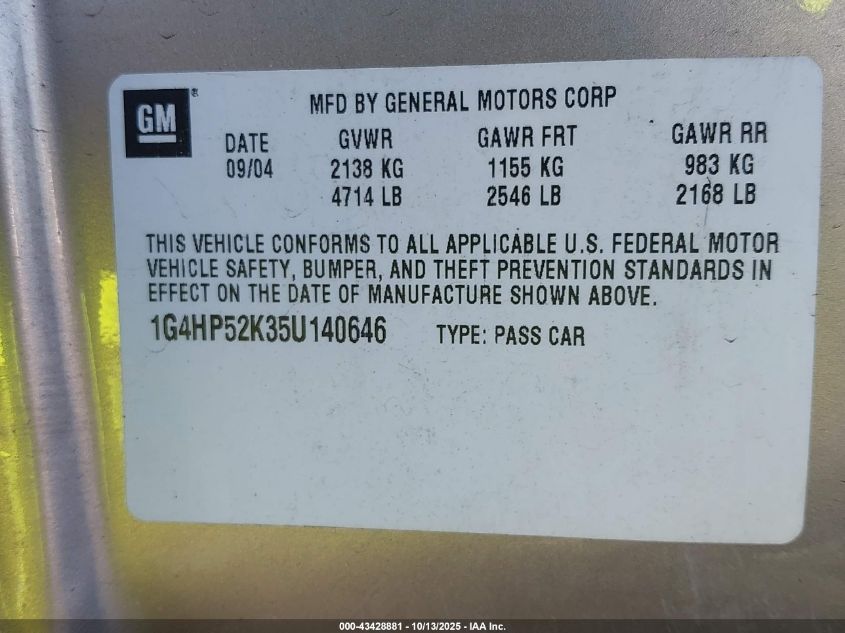 GM ®
MFD BY GENERAL MOTORS CORP
DATE GVWR GAWR FRT GAWR RR
09/04 2138 KG 1155 KG 983 KG
4714 LB 2546 LB 2168 LB
THIS VEHICLE CONFORMS TO ALL APPLICABLE U.S. FEDERAL MOTOR
VEHICLE SAFETY, BUMPER, AND THEFT PREVENTION STANDARDS IN
EFFECT ON THE DATE OF MANUFACTURE SHOWN ABOVE.
1G4HP52K35U140646 TYPE: PASS CAR
000-43428881 - 10/13/2025 - IAA Inc.